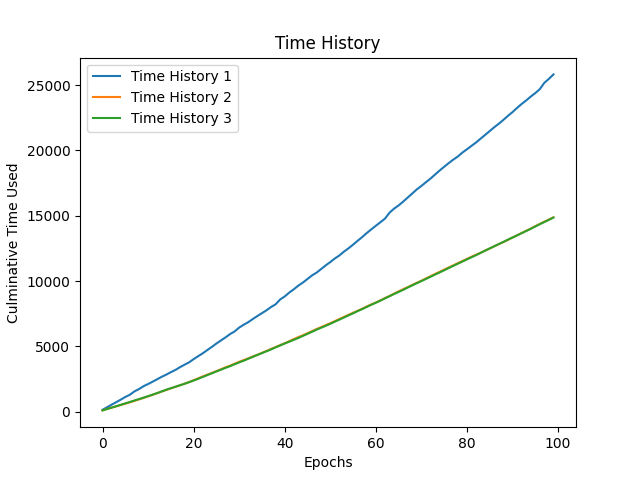 Time History
Time History 1
Time History 2
Time History 3
Culminative Time Used
25000
20000
15000
10000
5000
0
0 20 40 60 80 100
Epochs